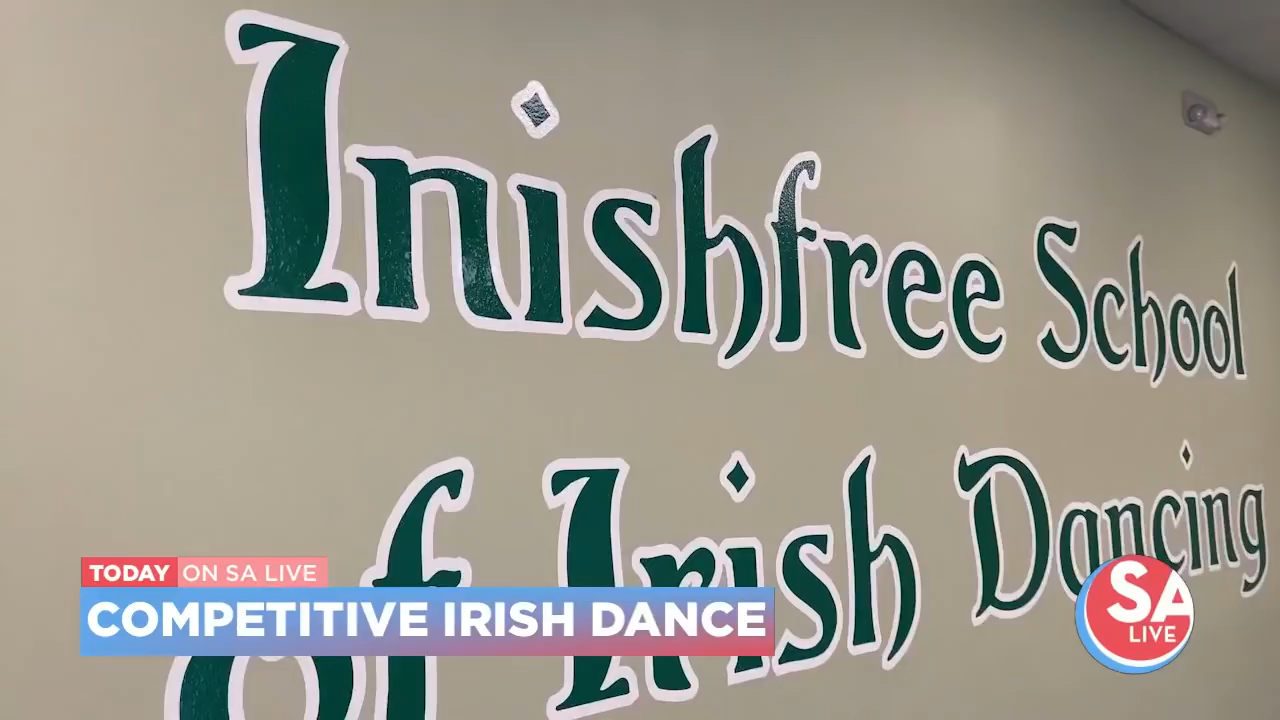 Inishfree School
of Irish Dancing
TODAY ON SA LIVE
COMPETITIVE IRISH DANCE
SA
LIVE